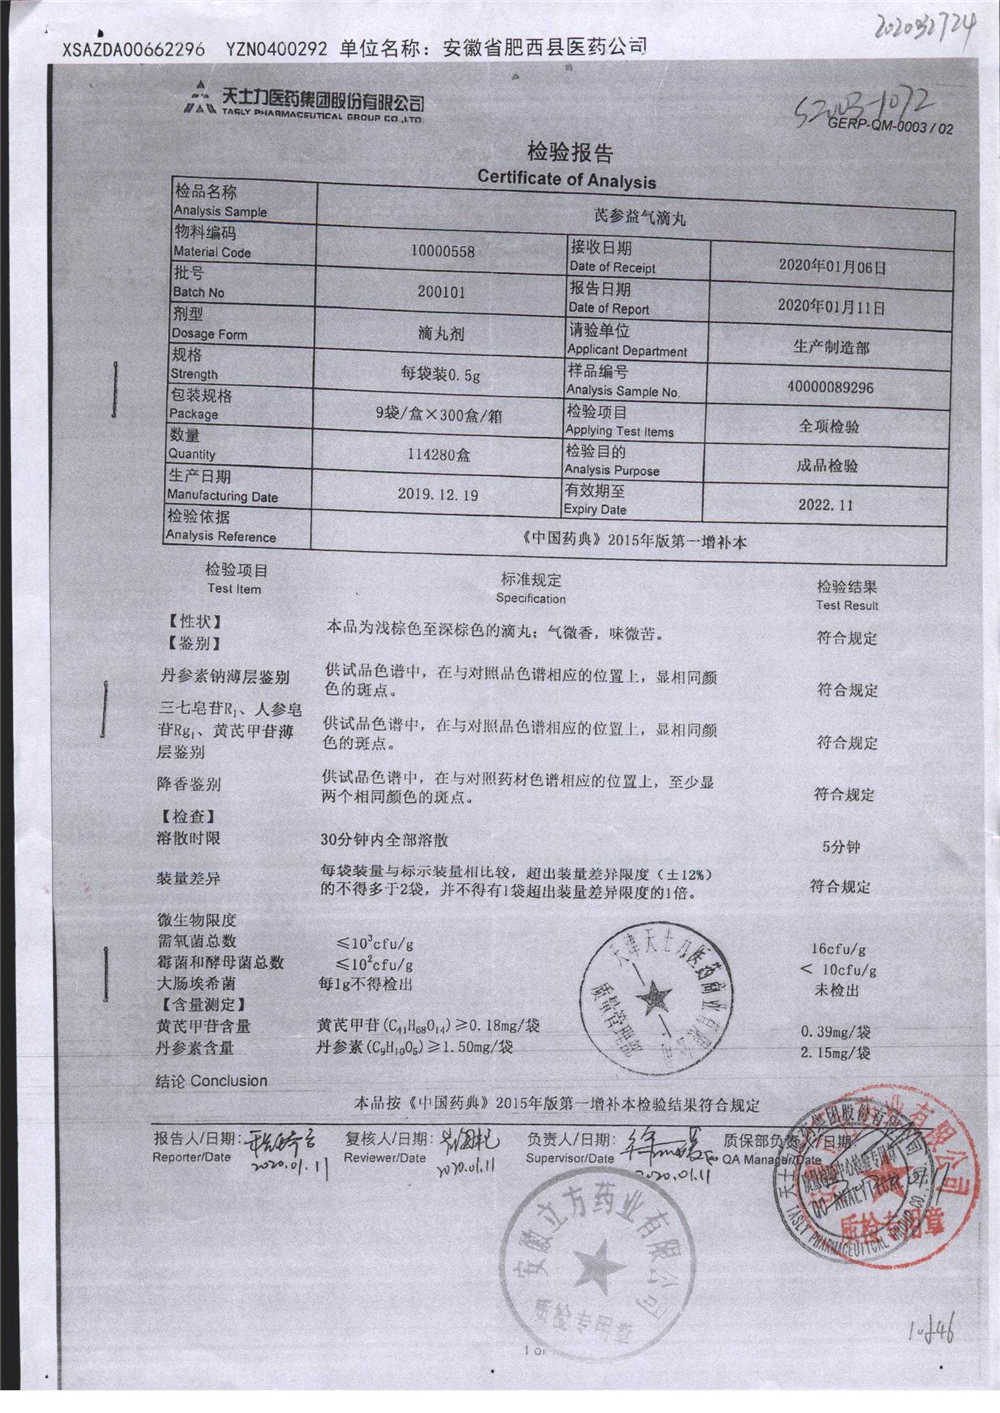 XSAZDA00662296 YZN0400292 单位名称：安徽省肥西县医药公司
天士力医药集团股份有限公司
TASLY PHARMACEUTICAL GROUP CO.,LTD.
GERP-QM-0003 / 02
检验报告
Certificate of Analysis
检品名称 Analysis Sample 芪参益气滴丸
物料编码 Material Code 10000558 接收日期 Date of Receipt 2020年01月06日
批号 Batch No 200101 报告日期 Date of Report 2020年01月11日
剂型 Dosage Form 滴丸剂 请验单位 Applicant Department 生产制造部
规格 Strength 每袋装0.5g 样品编号 Analysis Sample No. 40000089296
包装规格 Package 9袋/盒×300盒/箱 检验项目 Applying Test Items 全项检验
数量 Quantity 114280盒 检验目的 Analysis Purpose 成品检验
生产日期 Manufacturing Date 2019.12.19 有效期至 Expiry Date 2022.11
检验依据 Analysis Reference 《中国药典》2015年版第一增补本
检验项目 标准规定 检验结果
Test Item Specification Test Result
【性状】 本品为浅棕色至深棕色的滴丸；气微香，味微苦。 符合规定
【鉴别】
丹参素钠薄层鉴别 供试品色谱中，在与对照品色谱相应的位置上，显相同颜
色的斑点。 符合规定
三七皂苷R₁、人参皂
苷Rg₁、黄芪甲苷薄 供试品色谱中，在与对照品色谱相应的位置上，显相同颜
层鉴别 色的斑点。 符合规定
降香鉴别 供试品色谱中，在与对照药材色谱相应的位置上，至少显
两个相同颜色的斑点。 符合规定
【检查】
溶散时限 30分钟内全部溶散 5分钟
装量差异 每袋装量与标示装量相比较，超出装量差异限度（±12%）
的不得多于2袋，并不得有1袋超出装量差异限度的1倍。 符合规定
微生物限度
需氧菌总数 ≤10³cfu/g 16cfu/g
霉菌和酵母菌总数 ≤10²cfu/g < 10cfu/g
大肠埃希菌 每1g不得检出 未检出
【含量测定】
黄芪甲苷含量 黄芪甲苷(C₄₁H₆₈O₁₄)≥0.18mg/袋 0.39mg/袋
丹参素含量 丹参素(C₉H₁₀O₅)≥1.50mg/袋 2.15mg/袋
结论 Conclusion
本品按《中国药典》2015年版第一增补本检验结果符合规定
报告人/日期: 复核人/日期: 负责人/日期: 质保部负责人/日期:
Reporter/Date Reviewer/Date Supervisor/Date QA Manager/Date
2020.01.11 2020.01.11 2020.01.11
质量管理部
安徽立方药业有限公司
质检专用章
TASLY PHARMACEUTICAL GROUP CO.
质检专用章
1 of 46